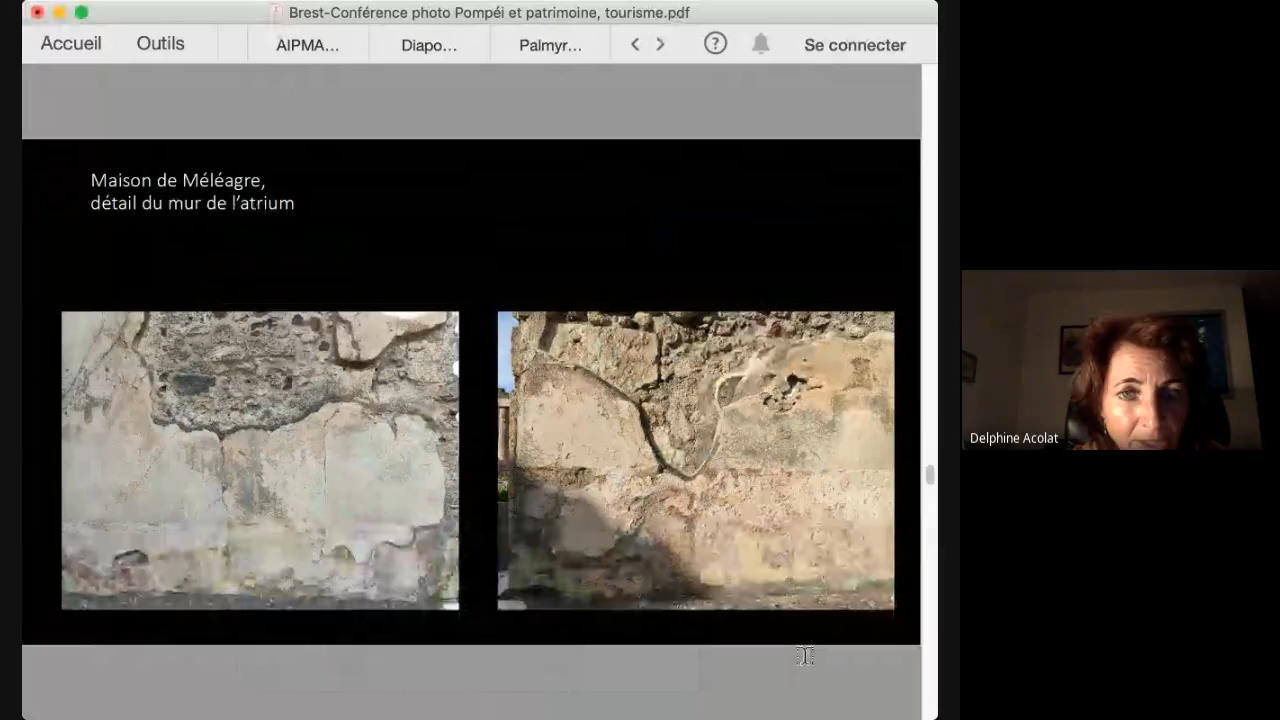 Brest-Conférence photo Pompéi et patrimoine, tourisme.pdf
Accueil
Outils
AIPMA...
Diapo...
Palmyr...
Se connecter
Maison de Méléagre,
détail du mur de l'atrium
Delphine Acolat